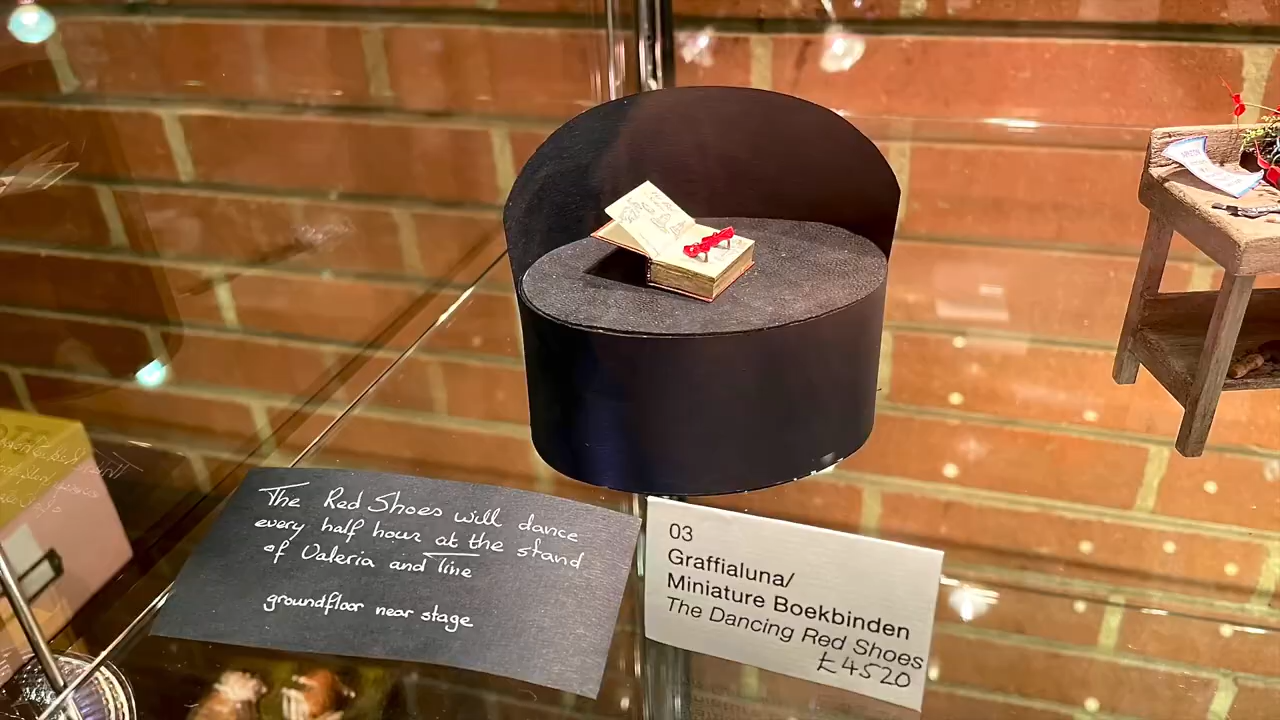 The Red Shoes will dance
every half hour at the stand
of Valeria and Tine
groundfloor near stage
03
Graffialuna/
Miniature Boekbinden
The Dancing Red Shoes
£4520